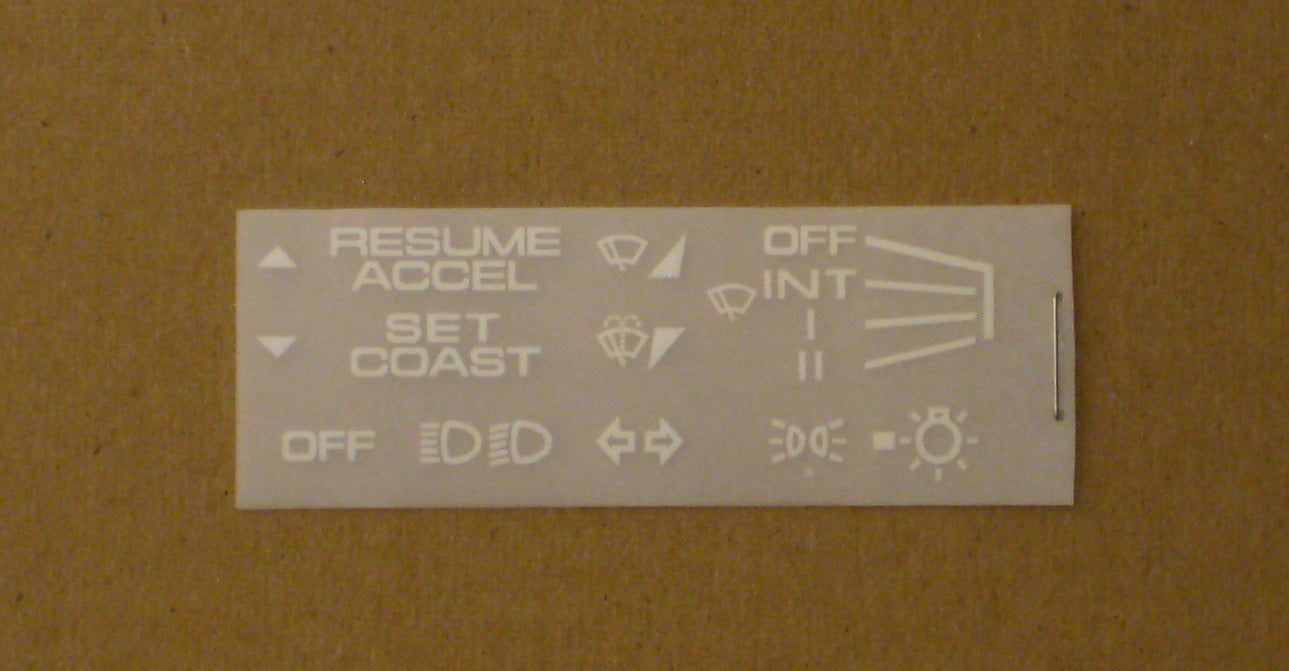 RESUME
ACCEL
SET
COAST
OFF
INT
I
II
OFF